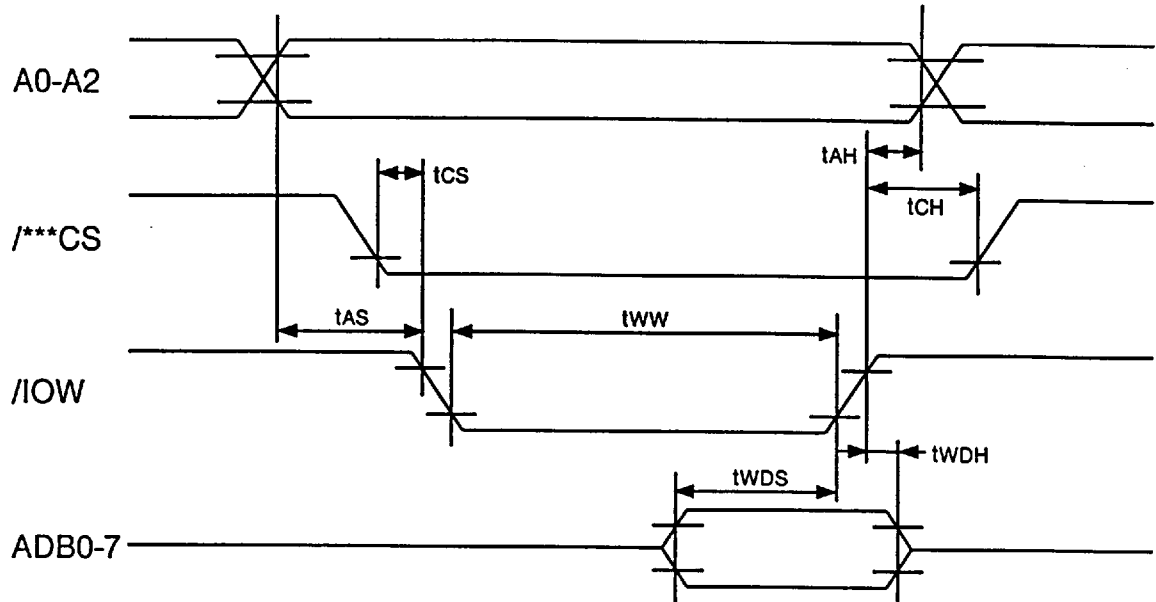 A0-A2
tAH
tCS
tCH
/***CS
tAS
tWW
/IOW
tWDH
tWDS
ADB0-7